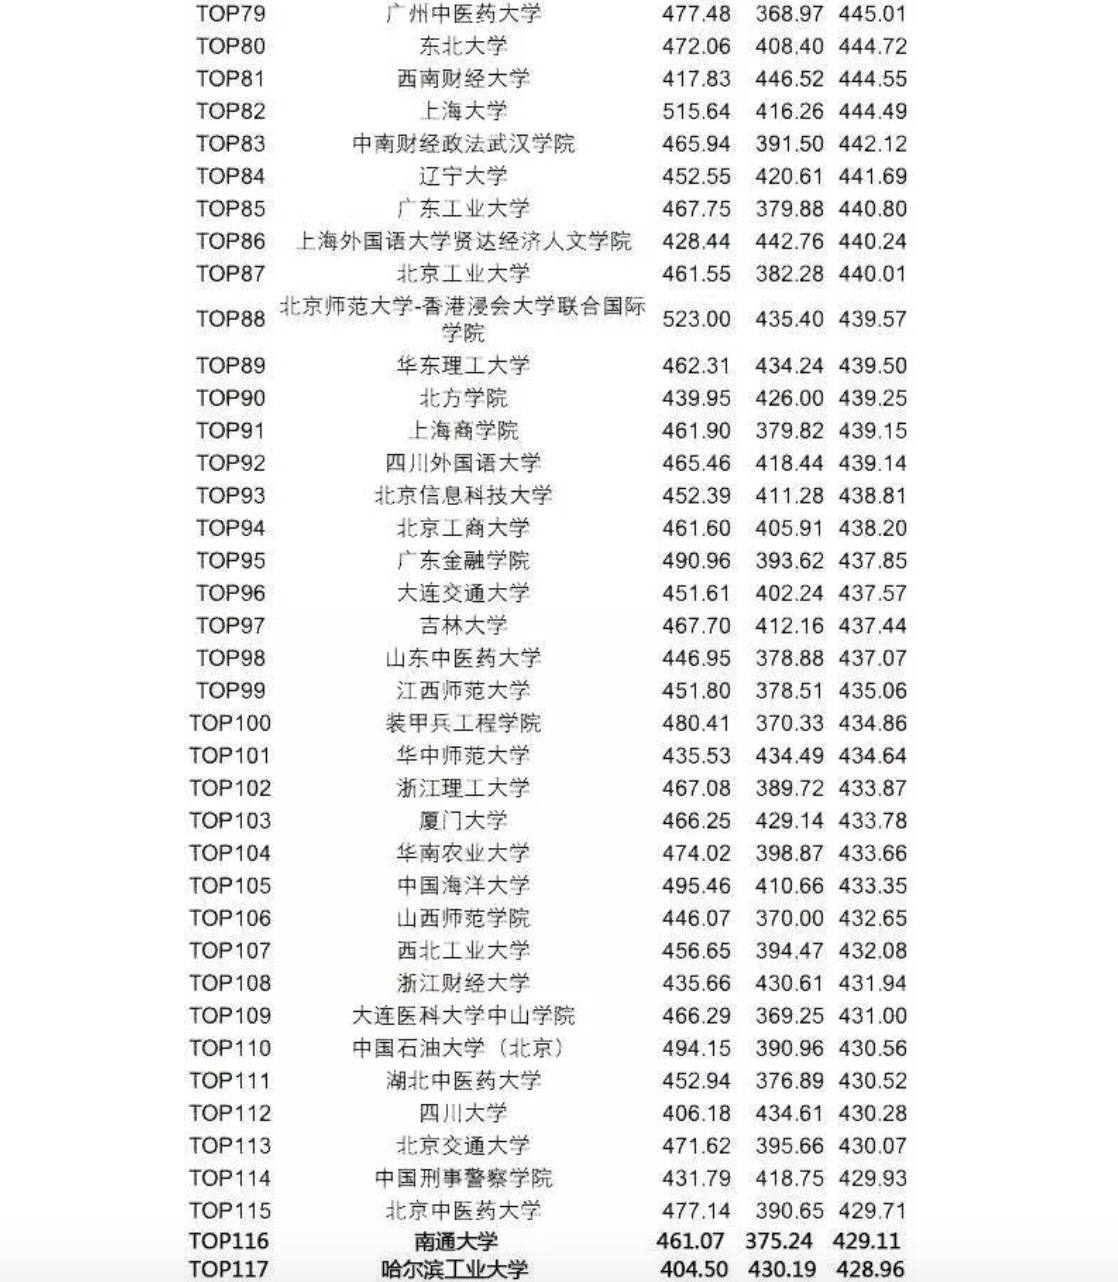 TOP79 广州中医药大学 477.48 368.97 445.01
TOP80 东北大学 472.06 408.40 444.72
TOP81 西南财经大学 417.83 446.52 444.55
TOP82 上海大学 515.64 416.26 444.49
TOP83 中南财经政法武汉学院 465.94 391.50 442.12
TOP84 辽宁大学 452.55 420.61 441.69
TOP85 广东工业大学 467.75 379.88 440.80
TOP86 上海外国语大学贤达经济人文学院 428.44 442.76 440.24
TOP87 北京工业大学 461.55 382.28 440.01
北京师范大学-香港浸会大学联合国际
TOP88 523.00 435.40 439.57
学院
TOP89 华东理工大学 462.31 434.24 439.50
TOP90 北方学院 439.95 426.00 439.25
TOP91 上海商学院 461.90 379.82 439.15
TOP92 四川外国语大学 465.46 418.44 439.14
TOP93 北京信息科技大学 452.39 411.28 438.81
TOP94 北京工商大学 461.60 405.91 438.20
TOP95 广东金融学院 490.96 393.62 437.85
TOP96 大连交通大学 451.61 402.24 437.57
TOP97 吉林大学 467.70 412.16 437.44
TOP98 山东中医药大学 446.95 378.88 437.07
TOP99 江西师范大学 451.80 378.51 435.06
TOP100 装甲兵工程学院 480.41 370.33 434.86
TOP101 华中师范大学 435.53 434.49 434.64
TOP102 浙江理工大学 467.08 389.72 433.87
TOP103 厦门大学 466.25 429.14 433.78
TOP104 华南农业大学 474.02 398.87 433.66
TOP105 中国海洋大学 495.46 410.66 433.35
TOP106 山西师范学院 446.07 370.00 432.65
TOP107 西北工业大学 456.65 394.47 432.08
TOP108 浙江财经大学 435.66 430.61 431.94
TOP109 大连医科大学中山学院 466.29 369.25 431.00
TOP110 中国石油大学（北京） 494.15 390.96 430.56
TOP111 湖北中医药大学 452.94 376.89 430.52
TOP112 四川大学 406.18 434.61 430.28
TOP113 北京交通大学 471.62 395.66 430.07
TOP114 中国刑事警察学院 431.79 418.75 429.93
TOP115 北京中医药大学 477.14 390.65 429.71
TOP116 南通大学 461.07 375.24 429.11
TOP117 哈尔滨工业大学 404.50 430.19 428.96